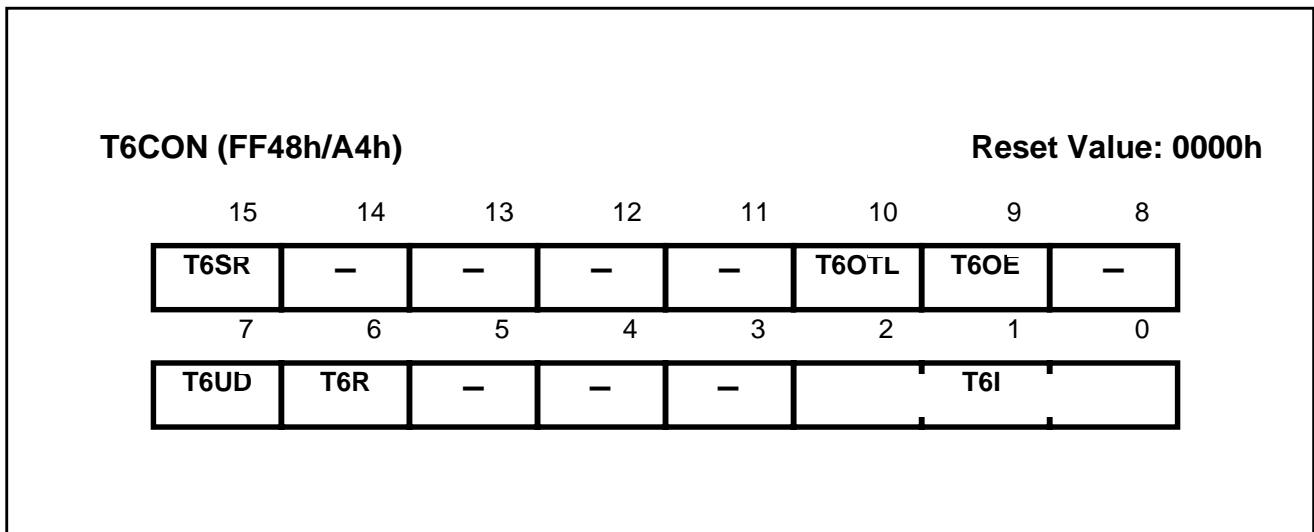 T6CON (FF48h/A4h) Reset Value: 0000h
15 14 13 12 11 10 9 8
T6SR – – – – T6OTL T6OE –
7 6 5 4 3 2 1 0
T6UD T6R – – – T6I